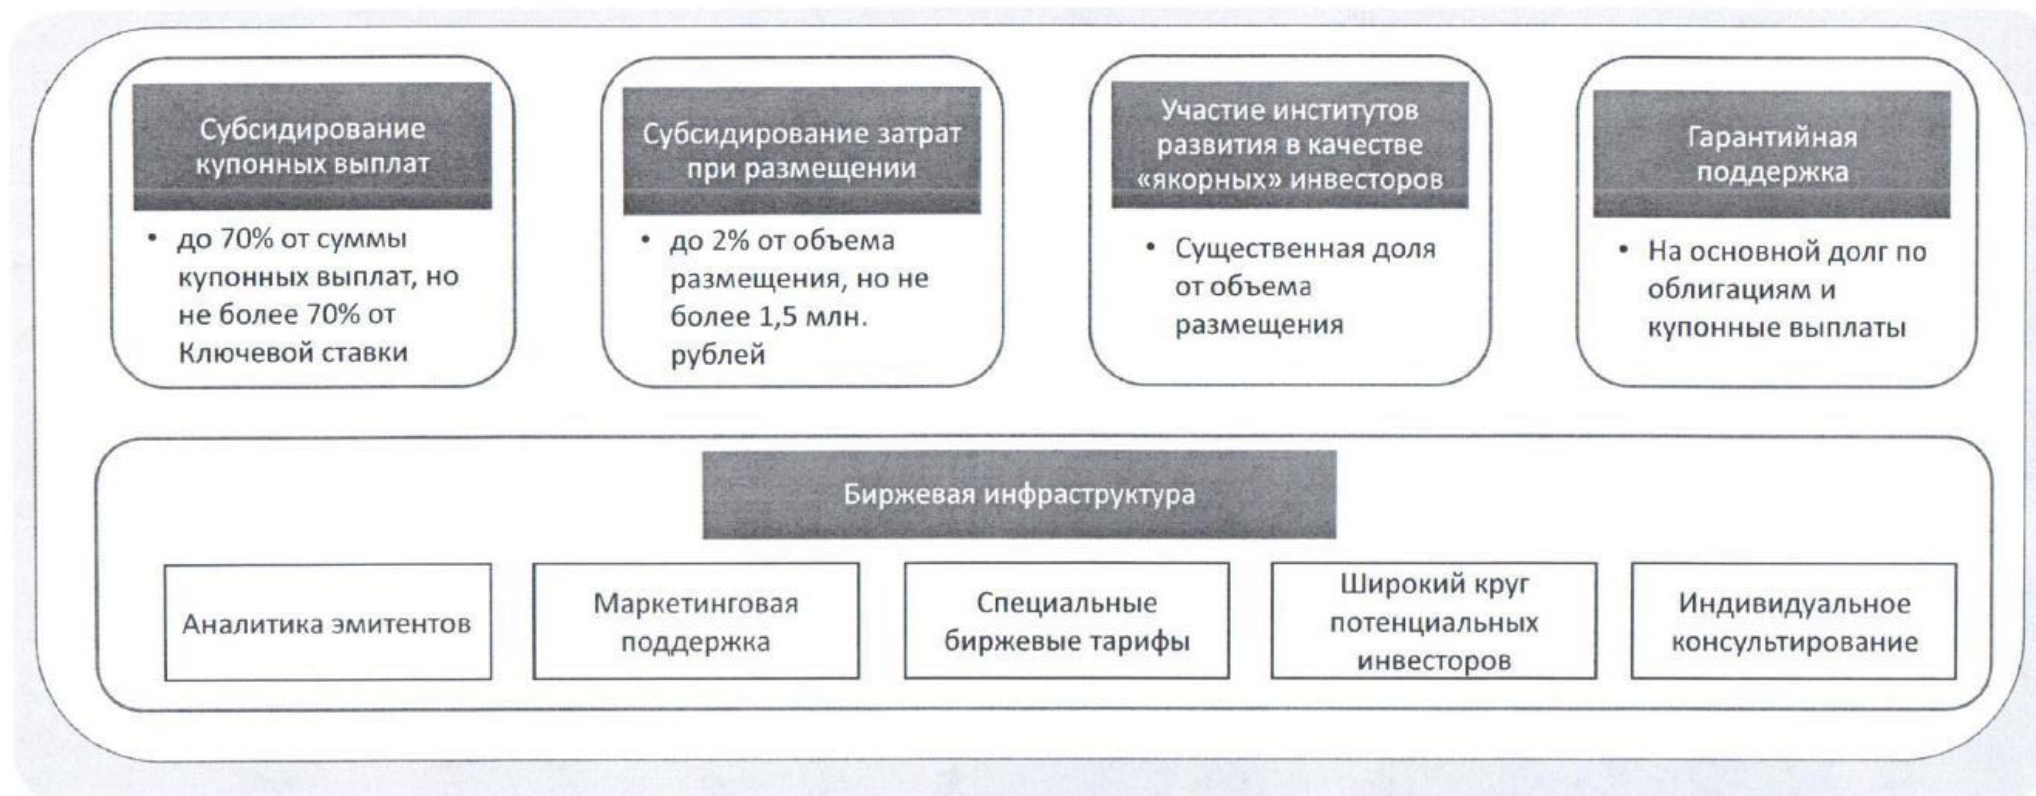 Субсидирование
купонных выплат
• до 70% от суммы
купонных выплат, но
не более 70% от
Ключевой ставки
Субсидирование затрат
при размещении
• до 2% от объема
размещения, но не
более 1,5 млн.
рублей
Участие институтов
развития в качестве
«якорных» инвесторов
• Существенная доля
от объема
размещения
Гарантийная
поддержка
• На основной долг по
облигациям и
купонные выплаты
Биржевая инфраструктура
Аналитика эмитентов
Маркетинговая
поддержка
Специальные
биржевые тарифы
Широкий круг
потенциальных
инвесторов
Индивидуальное
консультирование